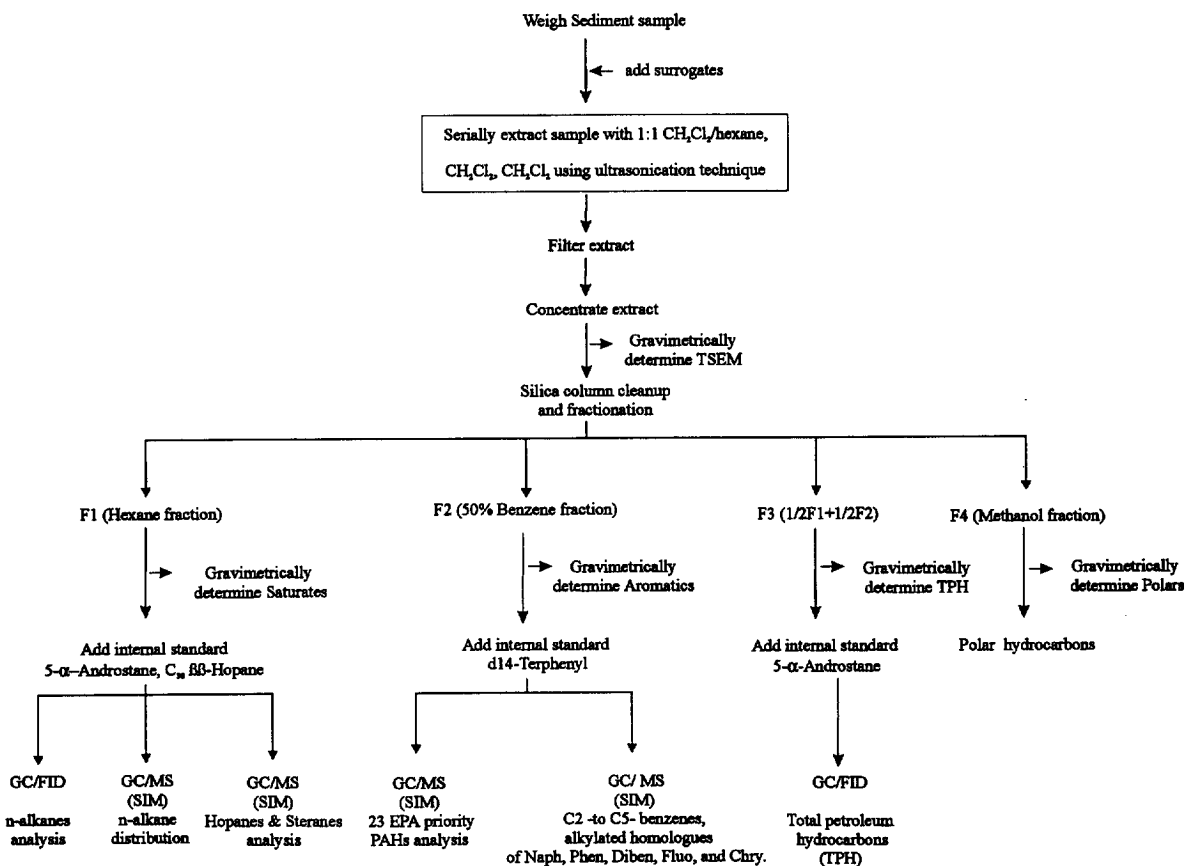 Weigh Sediment sample
add surrogates
Serially extract sample with 1:1 CH₂Cl₂/hexane,
CH₂Cl₂, CH₂Cl₂ using ultrasonication technique
Filter extract
Concentrate extract
Gravimetrically
determine TSEM
Silica column cleanup
and fractionation
F1 (Hexane fraction)
F2 (50% Benzene fraction)
F3 (1/2F1+1/2F2)
F4 (Methanol fraction)
Gravimetrically
determine Saturates
Gravimetrically
determine Aromatics
Gravimetrically
determine TPH
Gravimetrically
determine Polars
Add internal standard
5-α-Androstane, C₃₀ ßß-Hopane
Add internal standard
d14-Terphenyl
Add internal standard
5-α-Androstane
Polar hydrocarbons
GC/FID
n-alkanes
analysis
GC/MS
(SIM)
n-alkane
distribution
GC/MS
(SIM)
Hopanes & Steranes
analysis
GC/MS
(SIM)
23 EPA priority
PAHs analysis
GC/ MS
(SIM)
C2 -to C5- benzenes,
alkylated homologues
of Naph, Phen, Diben, Fluo, and Chry.
GC/FID
Total petroleum
hydrocarbons
(TPH)